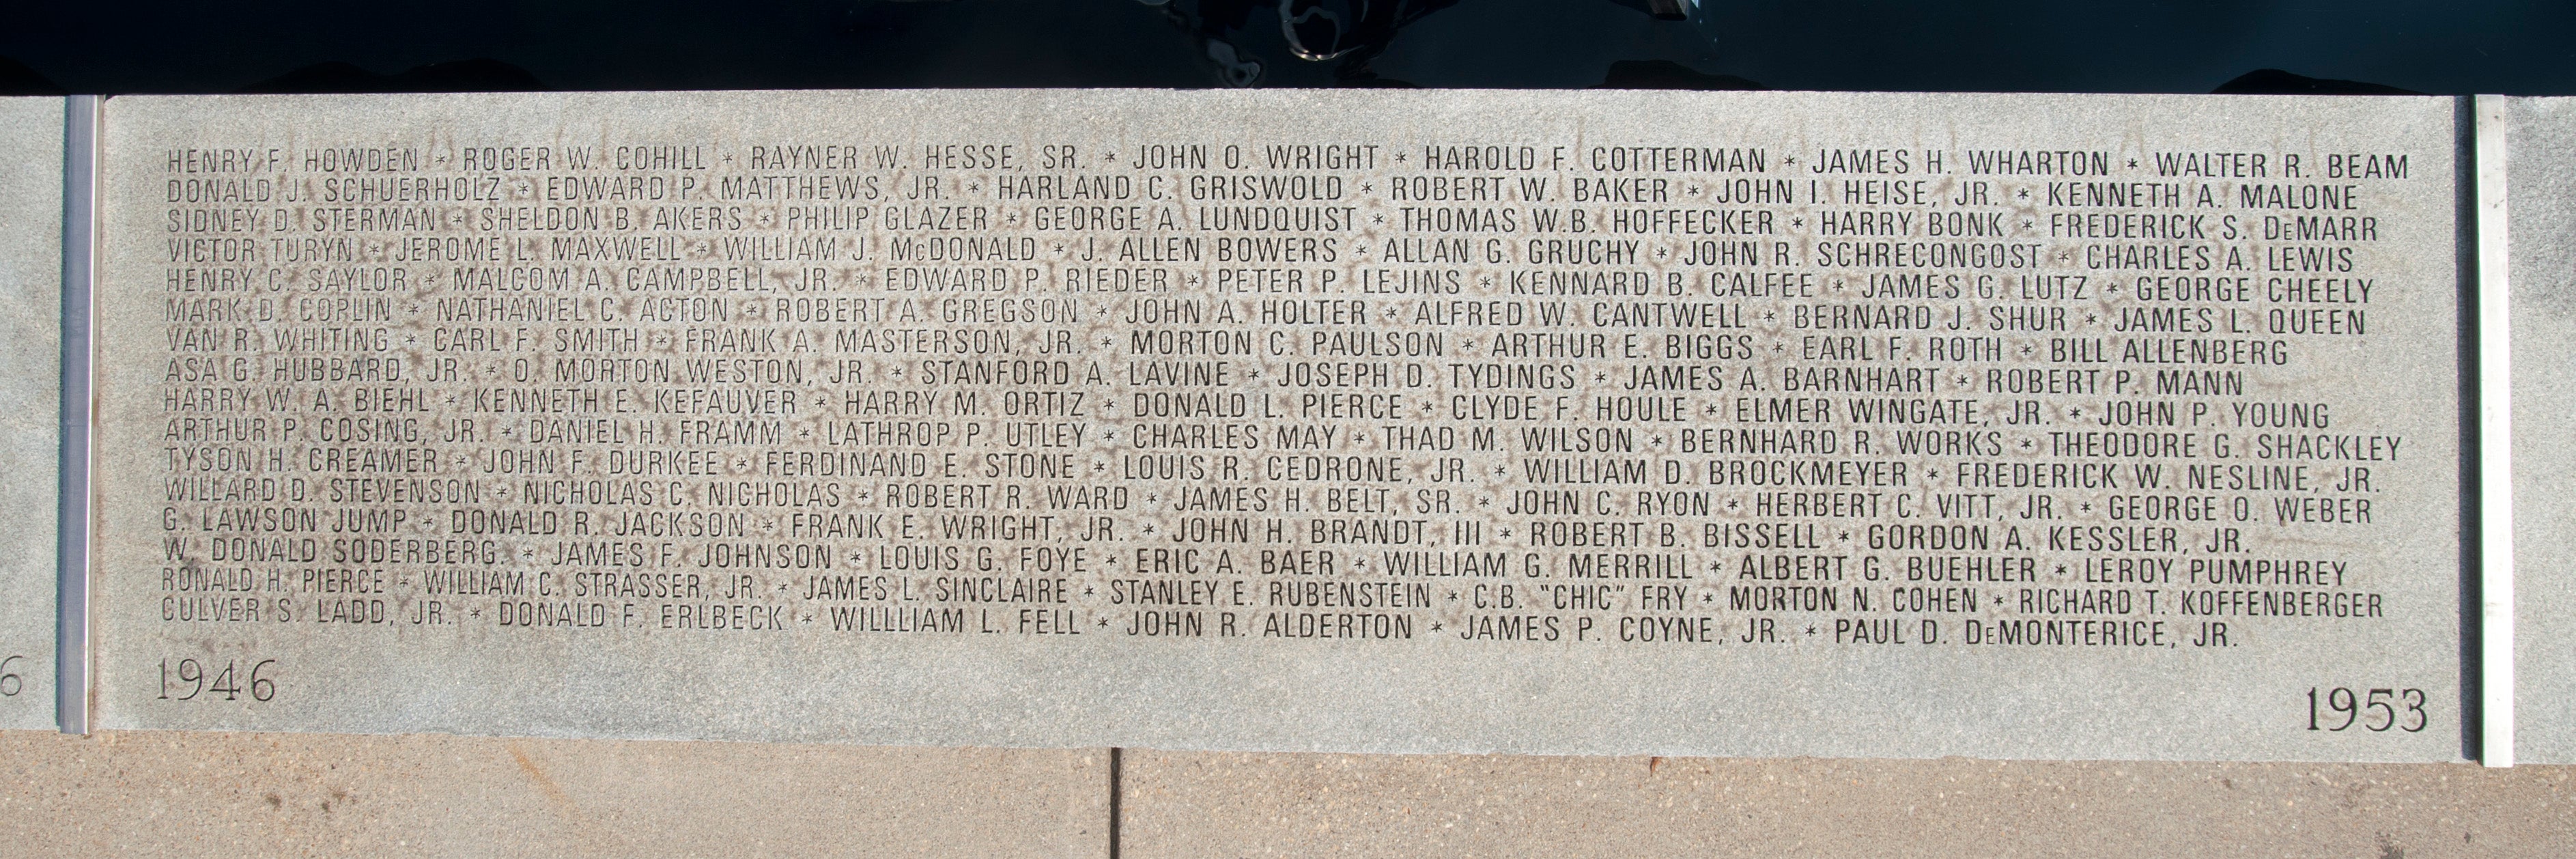 HENRY F. HOWDEN * ROGER W. COHILL * RAYNER W. HESSE, SR. * JOHN O. WRIGHT * HAROLD F. COTTERMAN * JAMES H. WHARTON * WALTER R. BEAM
DONALD J. SCHUERHOLZ * EDWARD P. MATTHEWS, JR. * HARLAND C. GRISWOLD * ROBERT W. BAKER * JOHN I. HEISE, JR. * KENNETH A. MALONE
SIDNEY D. STERMAN * SHELDON B. AKERS * PHILIP GLAZER * GEORGE A. LUNDQUIST * THOMAS W.B. HOFFECKER * HARRY BONK * FREDERICK S. DeMARR
VICTOR TURYN * JEROME L. MAXWELL * WILLIAM J. McDONALD * J. ALLEN BOWERS * ALLAN G. GRUCHY * JOHN R. SCHRECONGOST * CHARLES A. LEWIS
HENRY C. SAYLOR * MALCOM A. CAMPBELL, JR. * EDWARD P. RIEDER * PETER P. LEJINS * KENNARD B. CALFEE * JAMES G. LUTZ * GEORGE CHEELY
MARK D. COPLIN * NATHANIEL C. ACTON * ROBERT A. GREGSON * JOHN A. HOLTER * ALFRED W. CANTWELL * BERNARD J. SHUR * JAMES L. QUEEN
VAN R. WHITING * CARL F. SMITH * FRANK A. MASTERSON, JR. * MORTON C. PAULSON * ARTHUR E. BIGGS * EARL F. ROTH * BILL ALLENBERG
ASA G. HUBBARD, JR. * O. MORTON WESTON, JR. * STANFORD A. LAVINE * JOSEPH D. TYDINGS * JAMES A. BARNHART * ROBERT P. MANN
HARRY W. A. BIEHL * KENNETH E. KEFAUVER * HARRY M. ORTIZ * DONALD L. PIERCE * CLYDE F. HOULE * ELMER WINGATE, JR. * JOHN P. YOUNG
ARTHUR P. COSING, JR. * DANIEL H. FRAMM * LATHROP P. UTLEY * CHARLES MAY * THAD M. WILSON * BERNHARD R. WORKS * THEODORE G. SHACKLEY
TYSON H. CREAMER * JOHN F. DURKEE * FERDINAND E. STONE * LOUIS R. CEDRONE, JR. * WILLIAM D. BROCKMEYER * FREDERICK W. NESLINE, JR.
WILLARD D. STEVENSON * NICHOLAS C. NICHOLAS * ROBERT R. WARD * JAMES H. BELT, SR. * JOHN C. RYON * HERBERT C. VITT, JR. * GEORGE O. WEBER
G. LAWSON JUMP * DONALD R. JACKSON * FRANK E. WRIGHT, JR. * JOHN H. BRANDT, III * ROBERT B. BISSELL * GORDON A. KESSLER, JR.
W. DONALD SODERBERG. * JAMES F. JOHNSON * LOUIS G. FOYE * ERIC A. BAER * WILLIAM G. MERRILL * ALBERT G. BUEHLER * LEROY PUMPHREY
RONALD H. PIERCE * WILLIAM C. STRASSER, JR. * JAMES L. SINCLAIRE * STANLEY E. RUBENSTEIN * C.B. "CHIC" FRY * MORTON N. COHEN * RICHARD T. KOFFENBERGER
CULVER S. LADD, JR. * DONALD F. ERLBECK * WILLLIAM L. FELL * JOHN R. ALDERTON * JAMES P. COYNE, JR. * PAUL D. DeMONTERICE, JR.
6 1946 1953